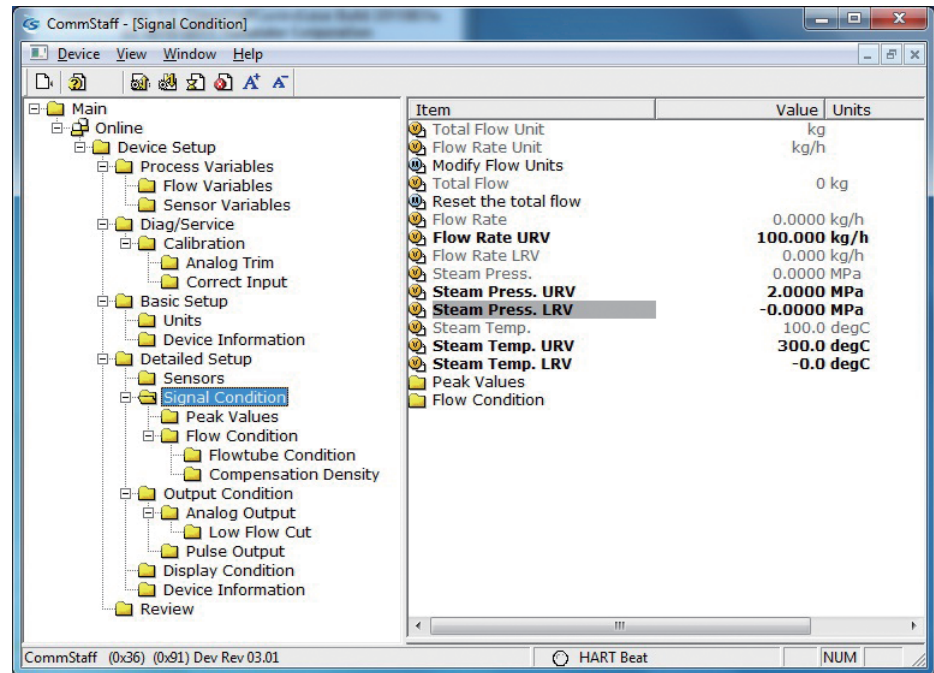 CommStaff - [Signal Condition]
Device View Window Help
Main
Online
Device Setup
Process Variables
Flow Variables
Sensor Variables
Diag/Service
Calibration
Analog Trim
Correct Input
Basic Setup
Units
Device Information
Detailed Setup
Sensors
Signal Condition
Peak Values
Flow Condition
Flowtube Condition
Compensation Density
Output Condition
Analog Output
Low Flow Cut
Pulse Output
Display Condition
Device Information
Review
Item Value Units
Total Flow Unit kg
Flow Rate Unit kg/h
Modify Flow Units
Total Flow 0 kg
Reset the total flow
Flow Rate 0.0000 kg/h
Flow Rate URV 100.000 kg/h
Flow Rate LRV 0.000 kg/h
Steam Press. 0.0000 MPa
Steam Press. URV 2.0000 MPa
Steam Press. LRV -0.0000 MPa
Steam Temp. 100.0 degC
Steam Temp. URV 300.0 degC
Steam Temp. LRV -0.0 degC
Peak Values
Flow Condition
CommStaff (0x36) (0x91) Dev Rev 03.01 HART Beat NUM